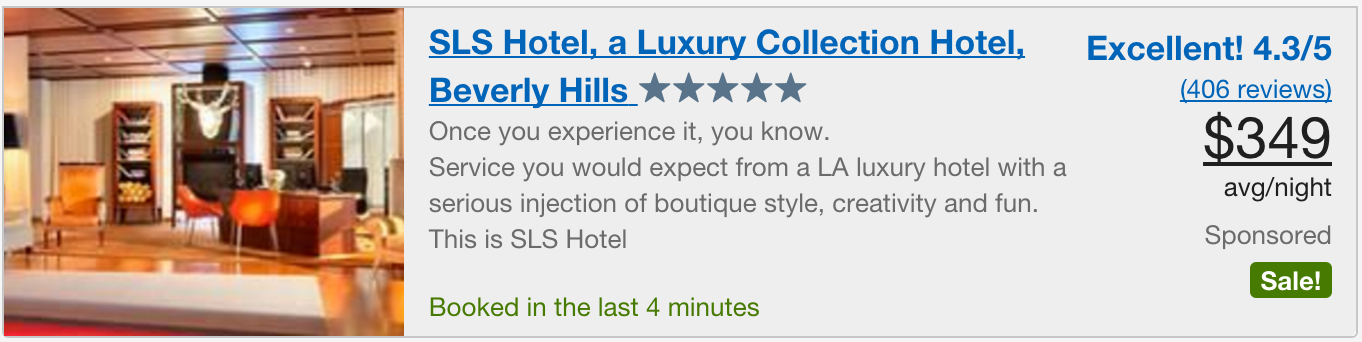 SLS Hotel, a Luxury Collection Hotel,
Beverly Hills
Once you experience it, you know.
Service you would expect from a LA luxury hotel with a
serious injection of boutique style, creativity and fun.
This is SLS Hotel
Booked in the last 4 minutes
Excellent! 4.3/5
(406 reviews)
$349
avg/night
Sponsored
Sale!